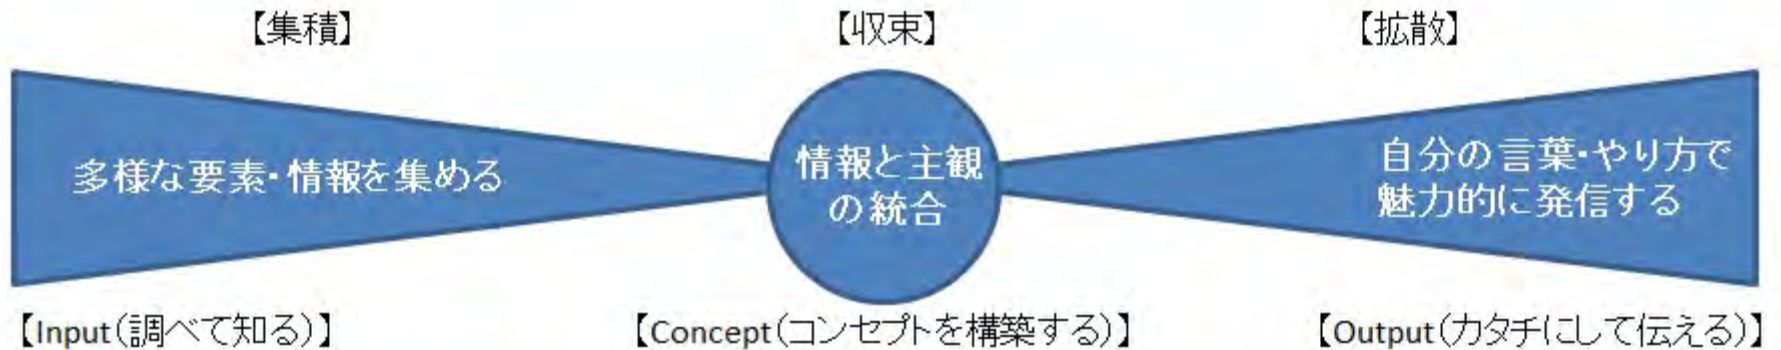 【集積】
【収束】
【拡散】
多様な要素・情報を集める
情報と主観
の統合
自分の言葉・やり方で
魅力的に発信する
【Input(調べて知る)】
【Concept(コンセプトを構築する)】
【Output(カタチにして伝える)】